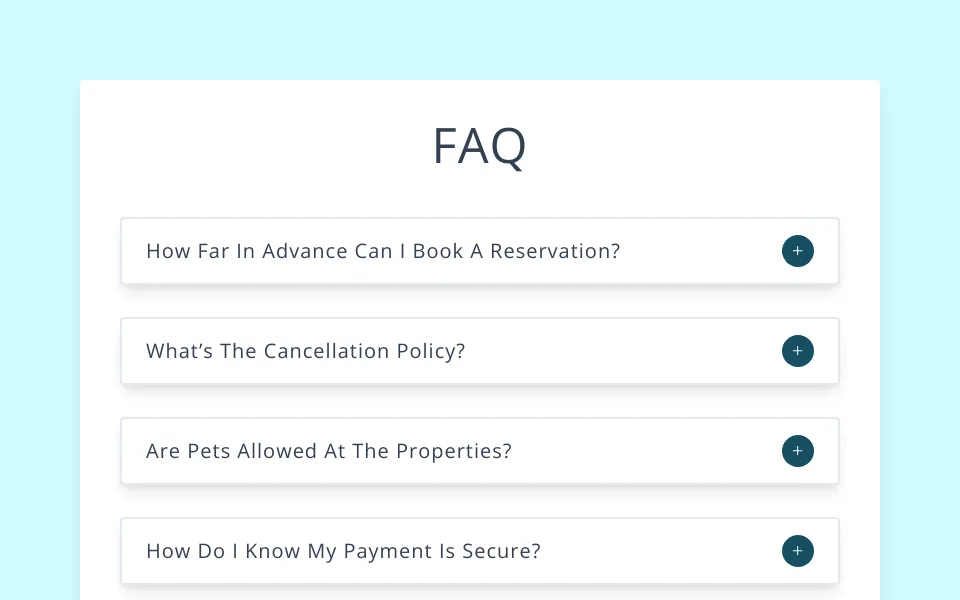 FAQ
How Far In Advance Can I Book A Reservation?
+
What’s The Cancellation Policy?
+
Are Pets Allowed At The Properties?
+
How Do I Know My Payment Is Secure?
+